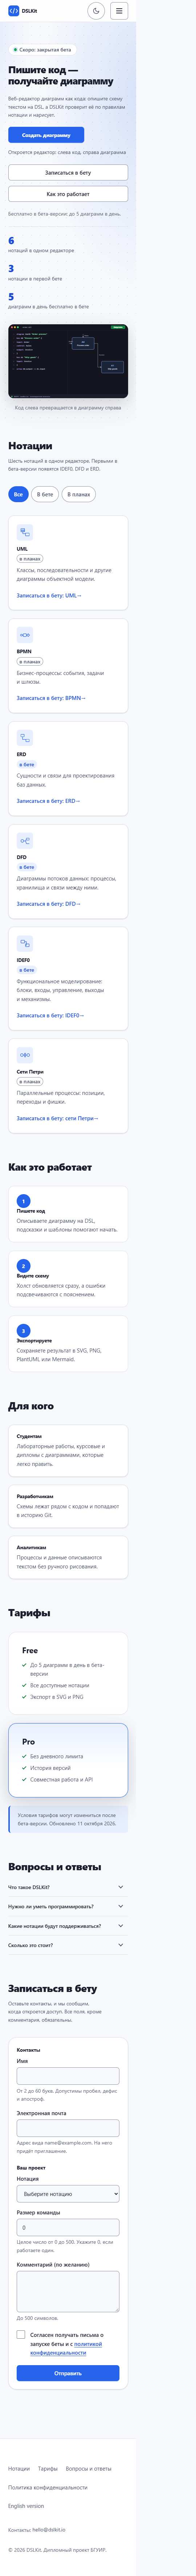 DSLKit
Скоро: закрытая бета
Пишите код —
получайте диаграмму
Веб-редактор диаграмм как кода: опишите схему
текстом на DSL, а DSLKit проверит её по правилам
нотации и нарисует.
Создать диаграмму
Откроется редактор: слева код, справа диаграмма
Записаться в бету
Как это работает
Бесплатно в бета-версии: до 5 диаграмм в день.
6
нотаций в одном редакторе
3
нотации в первой бете
5
диаграмм в день бесплатно в бете
Код слева превращается в диаграмму справа
Нотации
Шесть нотаций в одном редакторе. Первыми в
бета-версии появятся IDEF0, DFD и ERD.
Все
В бете
В планах
UML
в планах
Классы, последовательности и другие
диаграммы объектной модели.
Записаться в бету: UML→
BPMN
в планах
Бизнес-процессы: события, задачи
и шлюзы.
Записаться в бету: BPMN→
ERD
в бете
Сущности и связи для проектирования
баз данных.
Записаться в бету: ERD→
DFD
в бете
Диаграммы потоков данных: процессы,
хранилища и связи между ними.
Записаться в бету: DFD→
IDEF0
в бете
Функциональное моделирование:
блоки, входы, управление, выходы
и механизмы.
Записаться в бету: IDEF0→
Сети Петри
в планах
Параллельные процессы: позиции,
переходы и фишки.
Записаться в бету: сети Петри→
Как это работает
1
Пишете код
Описываете диаграмму на DSL,
подсказки и шаблоны помогают начать.
2
Видите схему
Холст обновляется сразу, а ошибки
подсвечиваются с пояснением.
3
Экспортируете
Сохраняете результат в SVG, PNG,
PlantUML или Mermaid.
Для кого
Студентам
Лабораторные работы, курсовые и
дипломы с диаграммами, которые
легко править.
Разработчикам
Схемы лежат рядом с кодом и попадают
в историю Git.
Аналитикам
Процессы и данные описываются
текстом без ручного рисования.
Тарифы
Free
До 5 диаграмм в день в бета-
версии
Все доступные нотации
Экспорт в SVG и PNG
Pro
Без дневного лимита
История версий
Совместная работа и API
Условия тарифов могут измениться после
бета-версии. Обновлено 11 октября 2026.
Вопросы и ответы
Что такое DSLKit?
Нужно ли уметь программировать?
Какие нотации будут поддерживаться?
Сколько это стоит?
Записаться в бету
Оставьте контакты, и мы сообщим,
когда откроется доступ. Все поля, кроме
комментария, обязательны.
Контакты
Имя
От 2 до 60 букв. Допустимы пробел, дефис
и апостроф.
Электронная почта
Адрес вида name@example.com. На него
придёт приглашение.
Ваш проект
Нотация
Выберите нотацию
Размер команды
0
Целое число от 0 до 500. Укажите 0, если
работаете один.
Комментарий (по желанию)
До 500 символов.
Согласен получать письма о
запуске беты и с политикой
конфиденциальности
Отправить
Нотации
Тарифы
Вопросы и ответы
Политика конфиденциальности
English version
Контакты: hello@dslkit.io
© 2026 DSLKit. Дипломный проект БГУИР.